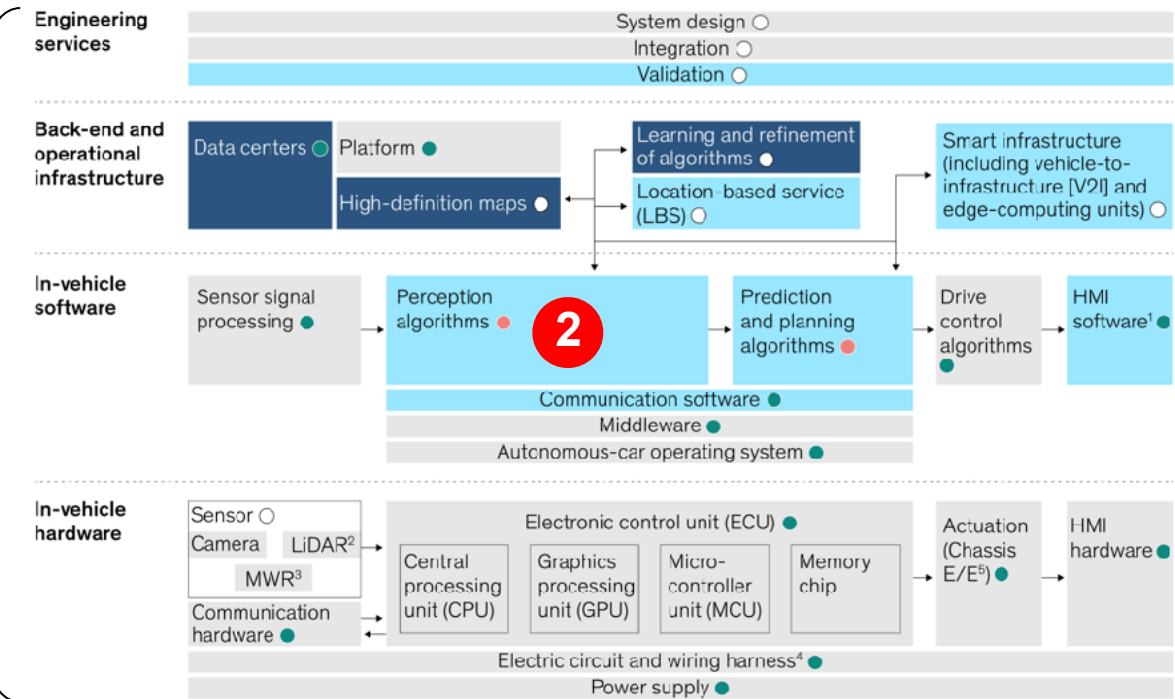 Engineering
services
System design
Integration
Validation
Back-end and
operational
infrastructure
Data centers
Platform
High-definition maps
Learning and refinement
of algorithms
Location-based service
(LBS)
Smart infrastructure
(including vehicle-to-
infrastructure [V2I] and
edge-computing units)
In-vehicle
software
Sensor signal
processing
Perception
algorithms
2
Prediction
and planning
algorithms
Drive
control
algorithms
HMI
software¹
Communication software
Middleware
Autonomous-car operating system
In-vehicle
hardware
Sensor
Camera
LiDAR²
MWR³
Communication
hardware
Electronic control unit (ECU)
Central
processing
unit (CPU)
Graphics
processing
unit (GPU)
Micro-
controller
unit (MCU)
Memory
chip
Actuation
(Chassis
E/E⁵)
HMI
hardware
Electric circuit and wiring harness⁴
Power supply